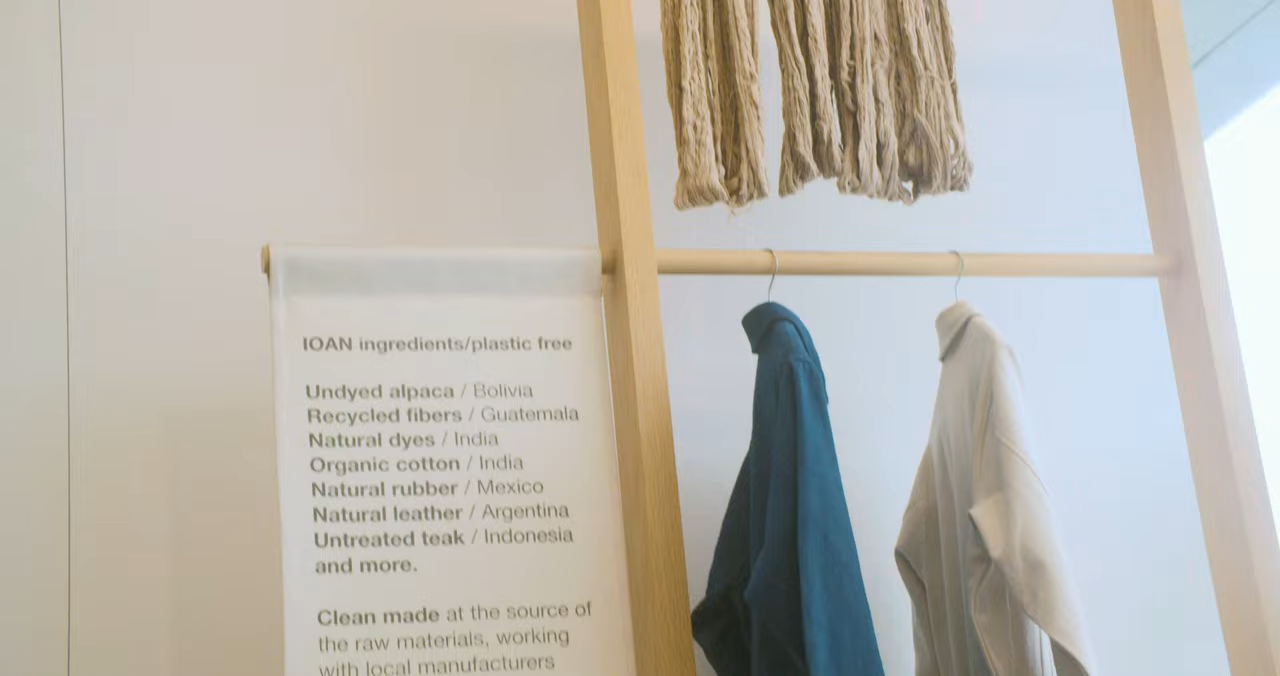 IOAN ingredients/plastic free
Undyed alpaca / Bolivia
Recycled fibers / Guatemala
Natural dyes / India
Organic cotton / India
Natural rubber / Mexico
Natural leather / Argentina
Untreated teak / Indonesia
and more.
Clean made at the source of
the raw materials, working
with local manufacturers